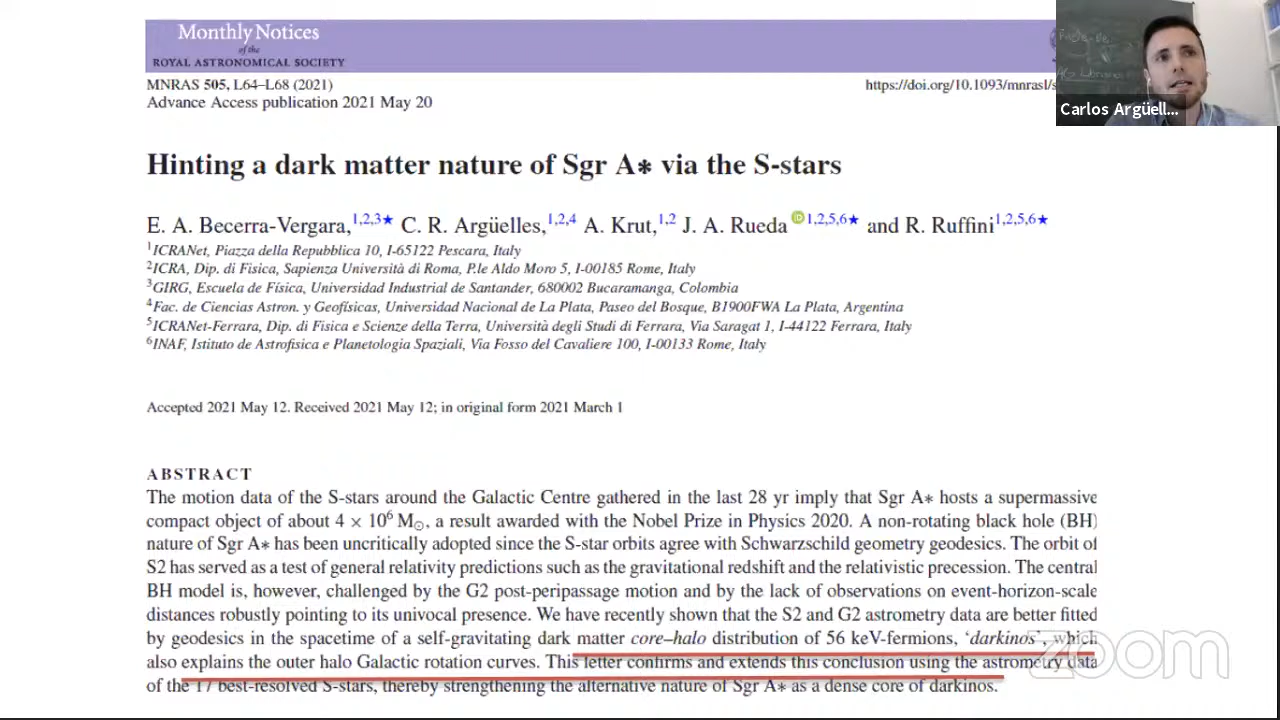 Monthly Notices
of the
ROYAL ASTRONOMICAL SOCIETY
MNRAS 505, L64–L68 (2021)
https://doi.org/10.1093/mnrasl/s
Advance Access publication 2021 May 20
Carlos Argüell...
Hinting a dark matter nature of Sgr A∗ via the S-stars
E. A. Becerra-Vergara,1,2,3★ C. R. Argüelles,1,2,4 A. Krut,1,2 J. A. Rueda iD 1,2,5,6★ and R. Ruffini1,2,5,6★
1ICRANet, Piazza della Repubblica 10, I-65122 Pescara, Italy
2ICRA, Dip. di Fisica, Sapienza Università di Roma, P.le Aldo Moro 5, I-00185 Rome, Italy
3GIRG, Escuela de Física, Universidad Industrial de Santander, 680002 Bucaramanga, Colombia
4Fac. de Ciencias Astron. y Geofísicas, Universidad Nacional de La Plata, Paseo del Bosque, B1900FWA La Plata, Argentina
5ICRANet-Ferrara, Dip. di Fisica e Scienze della Terra, Università degli Studi di Ferrara, Via Saragat 1, I-44122 Ferrara, Italy
6INAF, Istituto de Astrofisica e Planetologia Spaziali, Via Fosso del Cavaliere 100, I-00133 Rome, Italy
Accepted 2021 May 12. Received 2021 May 12; in original form 2021 March 1
ABSTRACT
The motion data of the S-stars around the Galactic Centre gathered in the last 28 yr imply that Sgr A∗ hosts a supermassive
compact object of about 4 × 10⁶ M⊙, a result awarded with the Nobel Prize in Physics 2020. A non-rotating black hole (BH)
nature of Sgr A∗ has been uncritically adopted since the S-star orbits agree with Schwarzschild geometry geodesics. The orbit of
S2 has served as a test of general relativity predictions such as the gravitational redshift and the relativistic precession. The central
BH model is, however, challenged by the G2 post-peripassage motion and by the lack of observations on event-horizon-scale
distances robustly pointing to its univocal presence. We have recently shown that the S2 and G2 astrometry data are better fitted
by geodesics in the spacetime of a self-gravitating dark matter core–halo distribution of 56 keV-fermions, ‘darkinos’, which
also explains the outer halo Galactic rotation curves. This letter confirms and extends this conclusion using the astrometry data
of the 17 best-resolved S-stars, thereby strengthening the alternative nature of Sgr A∗ as a dense core of darkinos.
zoom